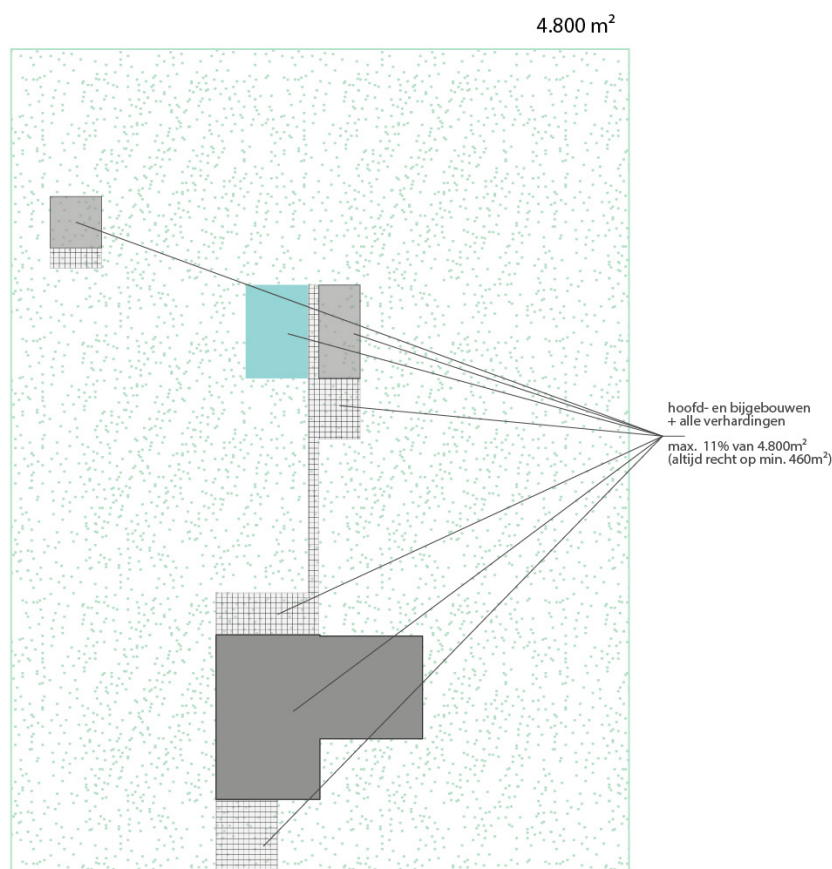 4.800 m²
hoofd- en bijgebouwen
+ alle verhardingen
max. 11% van 4.800m²
(altijd recht op min. 460m²)